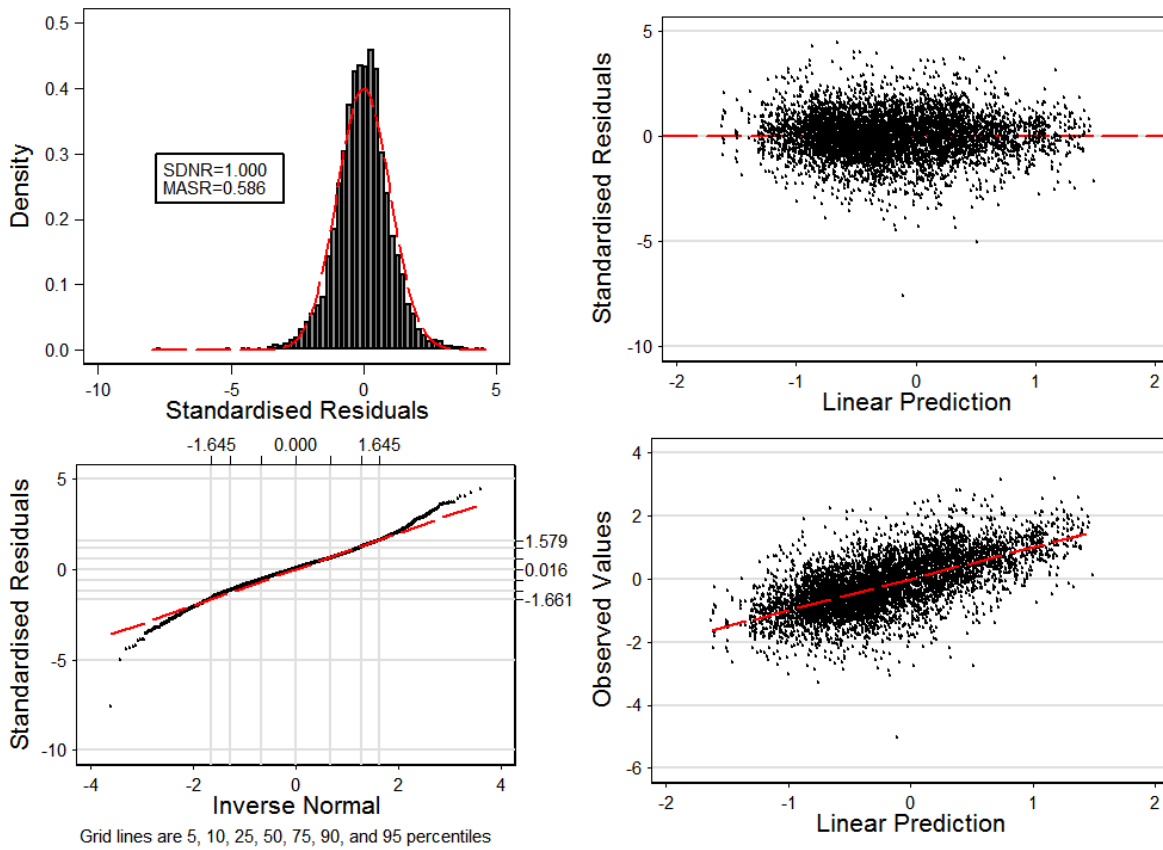 0.5
0.4
0.3
0.2
0.1
0.0
Density
SDNR=1.000
MASR=0.586
-10 -5 0 5
Standardised Residuals
5
0
-5
-10
Standardised Residuals
-2 -1 0 1 2
Linear Prediction
-1.645 0.000 1.645
5
0
-5
-10
Standardised Residuals
1.579
0.016
-1.661
-4 -2 0 2 4
Inverse Normal
Grid lines are 5, 10, 25, 50, 75, 90, and 95 percentiles
4
2
0
-2
-4
-6
Observed Values
-2 -1 0 1 2
Linear Prediction